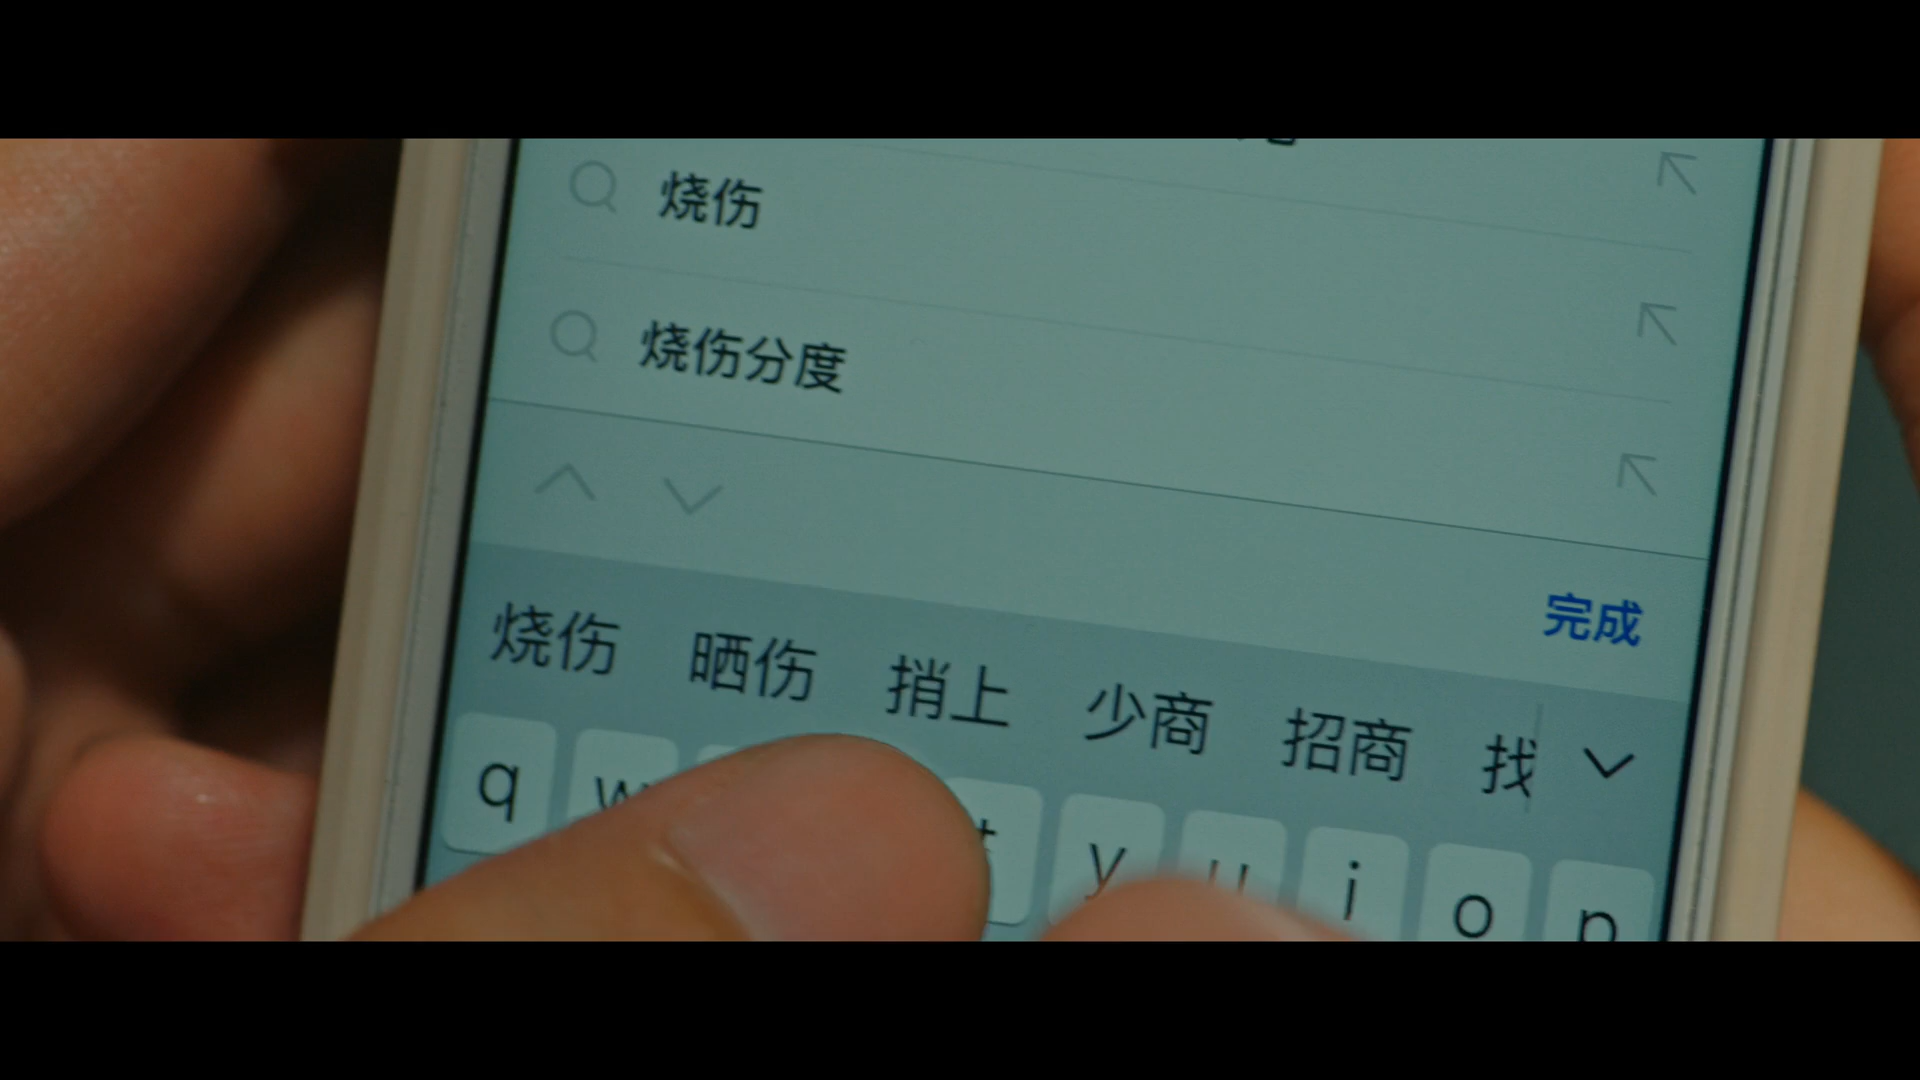 烧伤
烧伤分度
完成
烧伤 晒伤 捎上 少商 招商 找
q w t y u i o p